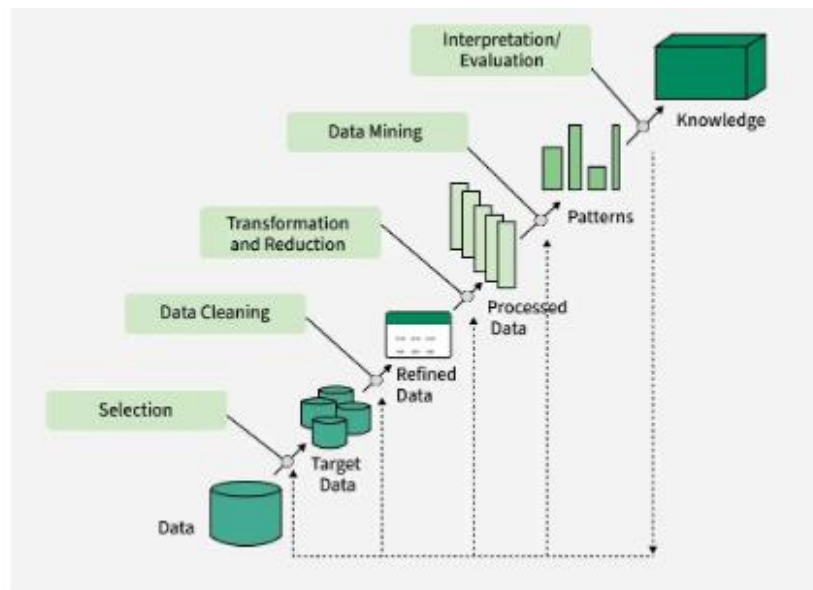 Interpretation/
Evaluation
Knowledge
Data Mining
Patterns
Transformation
and Reduction
Processed
Data
Data Cleaning
Refined
Data
Selection
Target
Data
Data